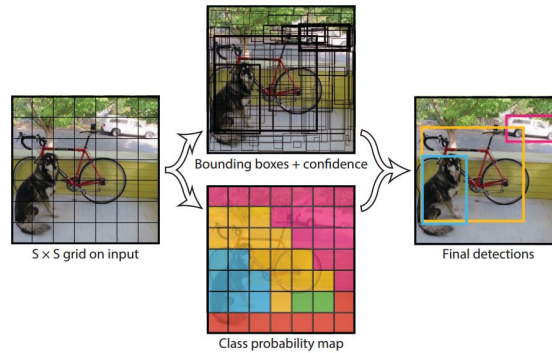 Bounding boxes + confidence
S × S grid on input
Final detections
Class probability map